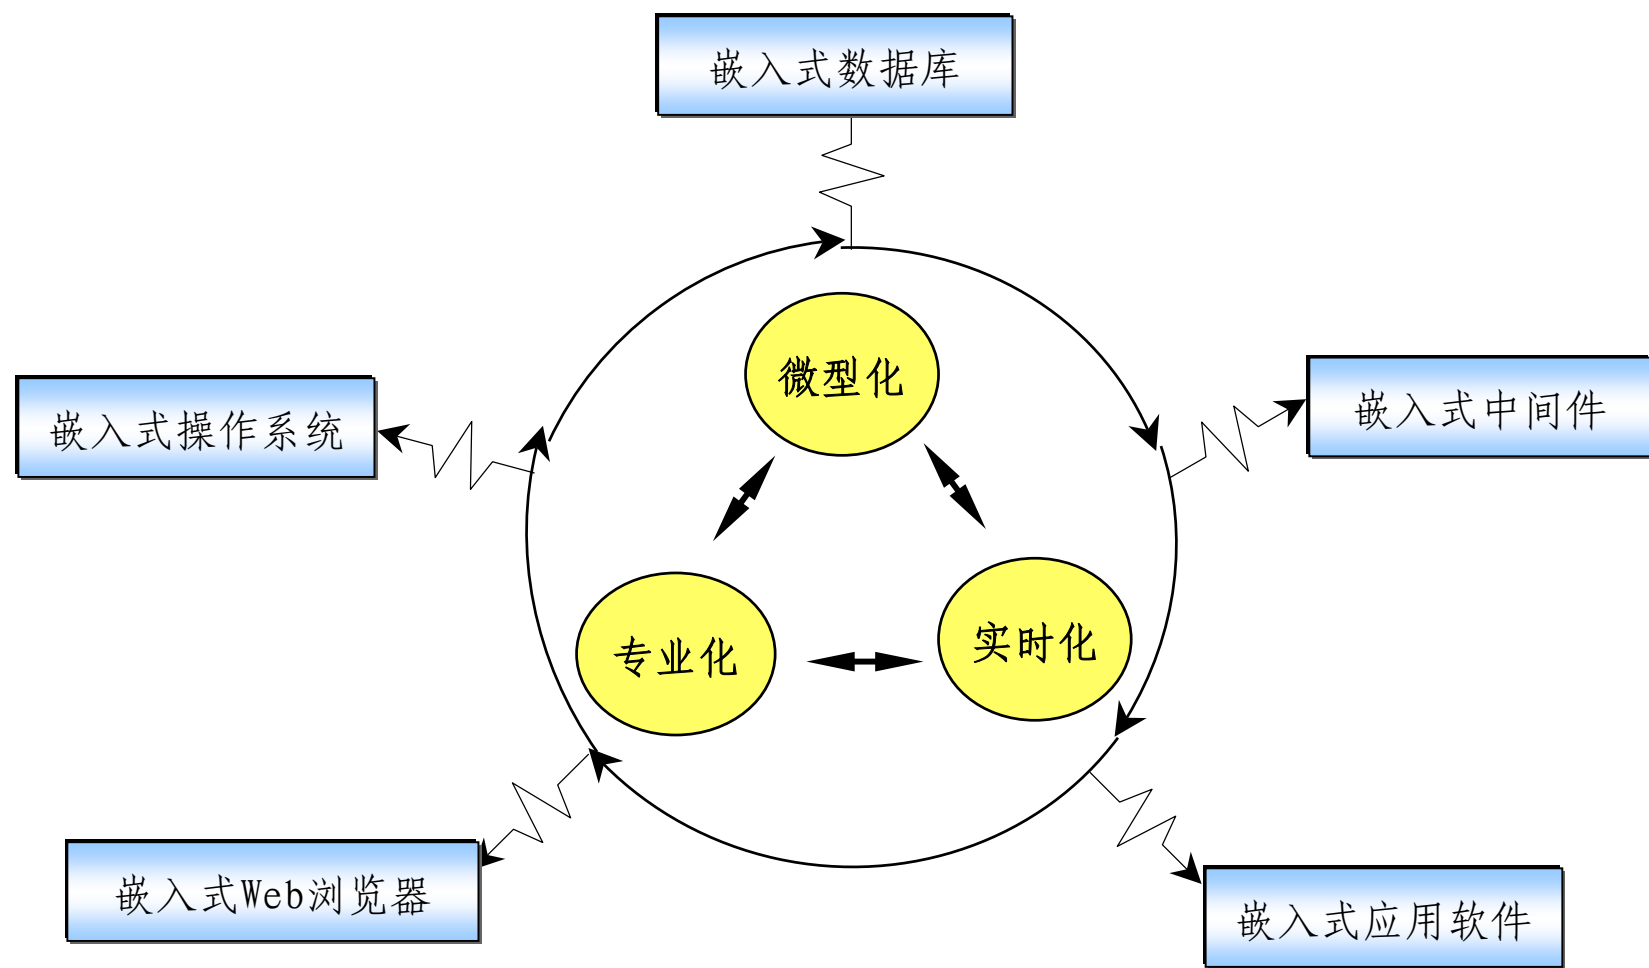 嵌入式数据库
微型化
嵌入式操作系统
嵌入式中间件
专业化
实时化
嵌入式Web浏览器
嵌入式应用软件